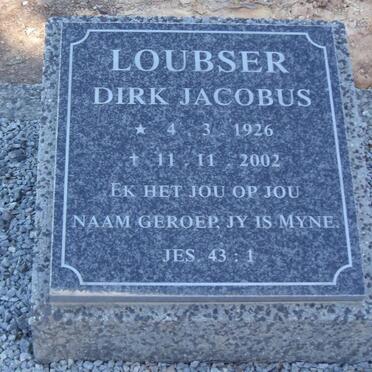 LOUBSER
DIRK JACOBUS
★ 4. 3. 1926
† 11. 11. 2002
EK HET JOU OP JOU
NAAM GEROEP, JY IS MYNE.
JES. 43 : 1